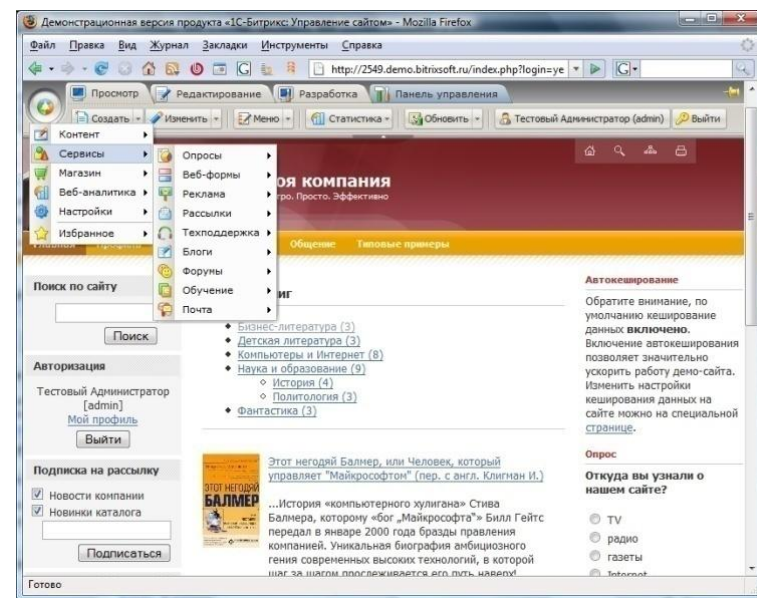 Демонстрационная версия продукта «1С-Битрикс: Управление сайтом» - Mozilla Firefox
Файл Правка Вид Журнал Закладки Инструменты Справка
http://2549.demo.bitrixsoft.ru/index.php?login=ye
Просмотр Редактирование Разработка Панель управления
Создать Изменить Меню Статистика Обновить Тестовый Администратор (admin) Выйти
Контент
Сервисы
Магазин
Веб-аналитика
Настройки
Избранное
Опросы
Веб-формы
Реклама
Рассылки
Техподдержка
Блоги
Форумы
Обучение
Почта
компания
Просто. Эффективно
Общение Типовые примеры
Поиск по сайту
Поиск
Авторизация
Тестовый Администратор
[admin]
Мой профиль
Выйти
Подписка на рассылку
Новости компании
Новинки каталога
Подписаться
Бизнес-литература (3)
Детская литература (3)
Компьютеры и Интернет (8)
Наука и образование (9)
История (4)
Политология (3)
Фантастика (3)
ЭТОТ НЕГОДЯЙ
БАЛМЕР
Этот негодяй Балмер, или Человек, который
управляет "Майкрософтом" (пер. с англ. Клигман И.)
...История «компьютерного хулигана» Стива
Балмера, которому «бог „Майкрософта"» Билл Гейтс
передал в январе 2000 года бразды правления
компанией. Уникальная биография амбициозного
гения современных высоких технологий, в которой
шаг за шагом прослеживается его путь наверх!
Автокеширование
Обратите внимание, по
умолчанию кеширование
данных включено.
Включение автокеширования
позволяет значительно
ускорить работу демо-сайта.
Изменить настройки
кеширования данных на
сайте можно на специальной
странице.
Опрос
Откуда вы узнали о
нашем сайте?
TV
радио
газеты
Internet
Готово